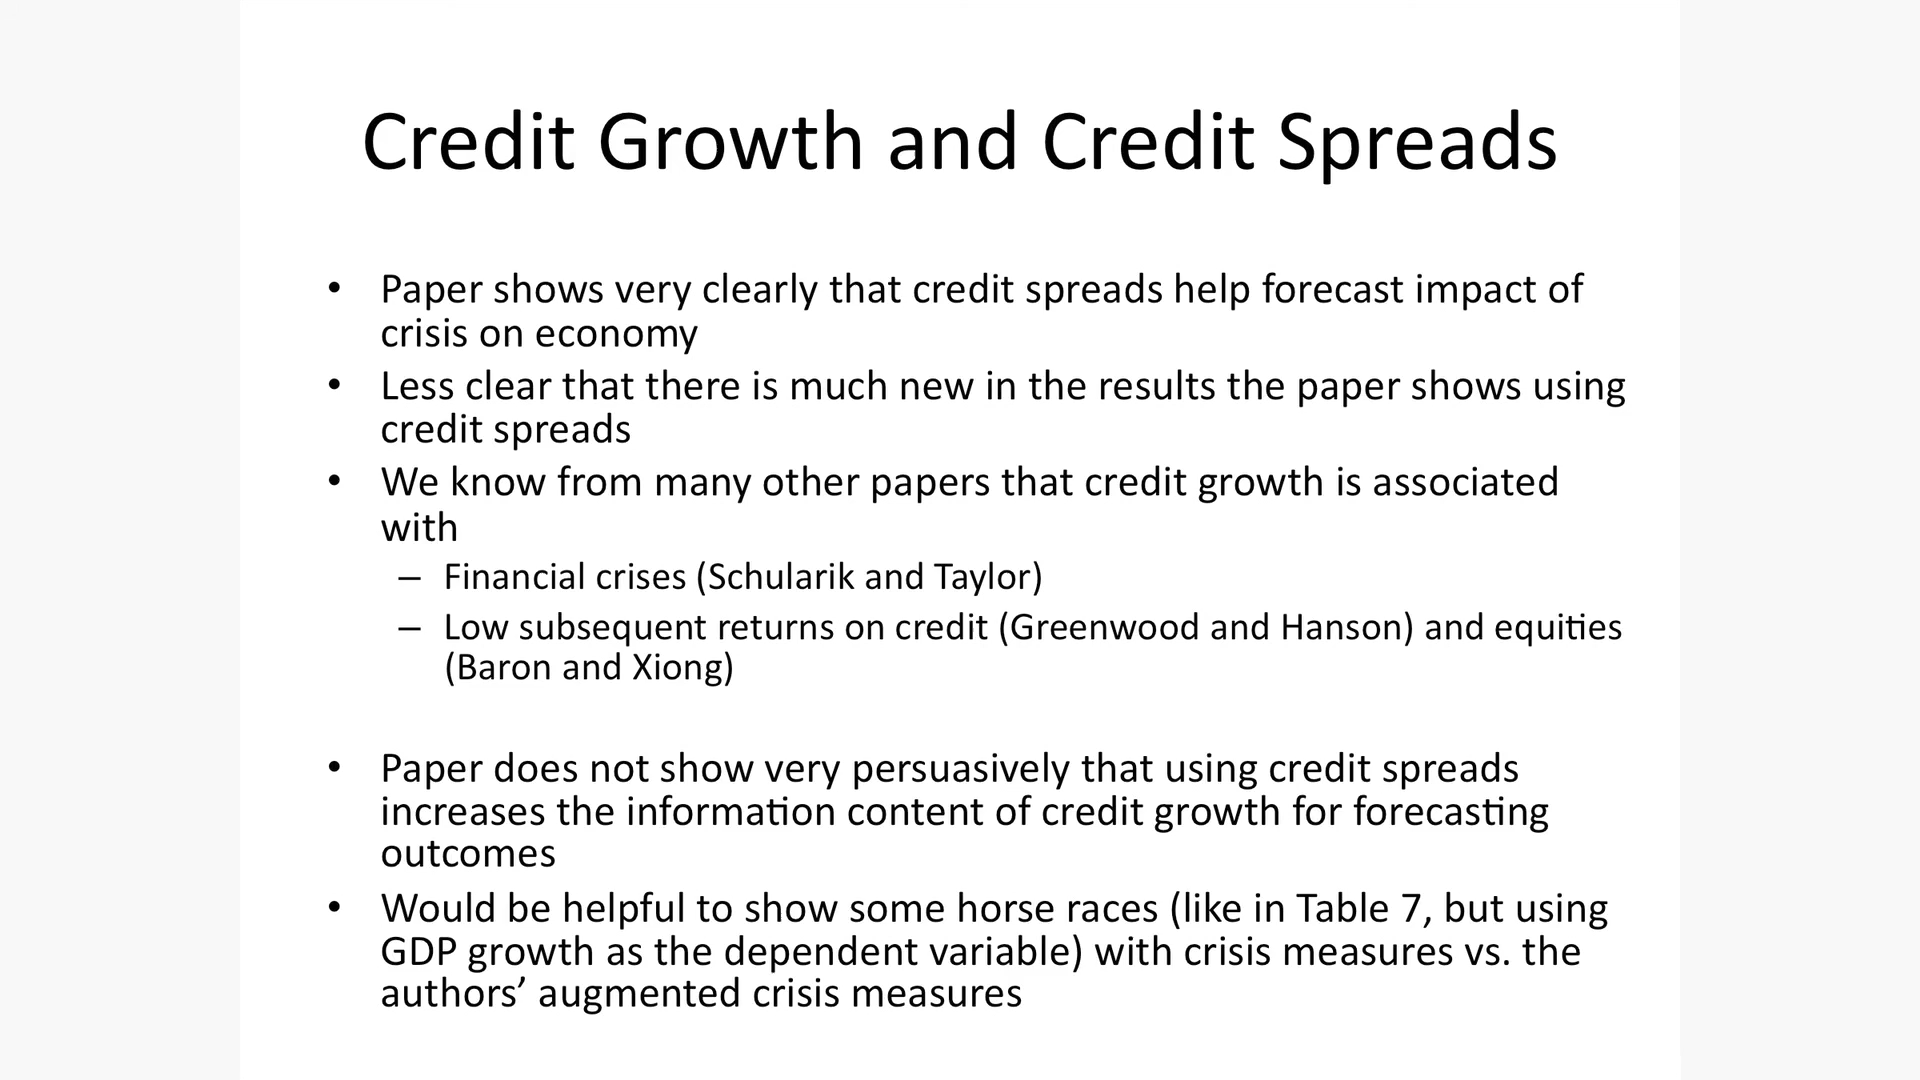 Credit Growth and Credit Spreads
• Paper shows very clearly that credit spreads help forecast impact of
crisis on economy
• Less clear that there is much new in the results the paper shows using
credit spreads
• We know from many other papers that credit growth is associated
with
– Financial crises (Schularik and Taylor)
– Low subsequent returns on credit (Greenwood and Hanson) and equities
(Baron and Xiong)
• Paper does not show very persuasively that using credit spreads
increases the information content of credit growth for forecasting
outcomes
• Would be helpful to show some horse races (like in Table 7, but using
GDP growth as the dependent variable) with crisis measures vs. the
authors’ augmented crisis measures